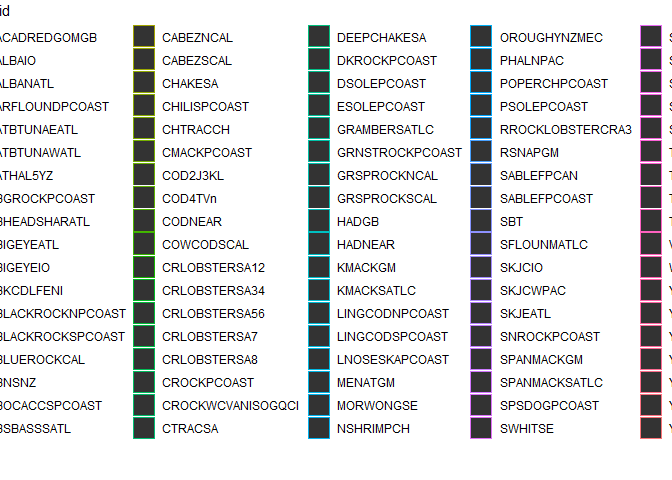 id
ACADREDGOMGB
ALBAIO
ALBANATL
ARFLOUNDPCOAST
ATBTUNAEATL
ATBTUNAWATL
ATHAL5YZ
BGROCKPCOAST
BHEADSHARATL
BIGEYEATL
BIGEYEIO
BKCDLFENI
BLACKROCKNPCOAST
BLACKROCKSPCOAST
BLUEROCKCAL
BNSNZ
BOCACCSPCOAST
BSBASSSATL
CABEZNCAL
CABEZSCAL
CHAKESA
CHILISPCOAST
CHTRACCH
CMACKPCOAST
COD2J3KL
COD4TVn
CODNEAR
COWCODSCAL
CRLOBSTERSA12
CRLOBSTERSA34
CRLOBSTERSA56
CRLOBSTERSA7
CRLOBSTERSA8
CROCKPCOAST
CROCKWCVANISOGQCI
CTRACSA
DEEPCHAKESA
DKROCKPCOAST
DSOLEPCOAST
ESOLEPCOAST
GRAMBERSATLC
GRNSTROCKPCOAST
GRSPROCKNCAL
GRSPROCKSCAL
HADGB
HADNEAR
KMACKGM
KMACKSATLC
LINGCODNPCOAST
LINGCODSPCOAST
LNOSESKAPCOAST
MENATGM
MORWONGSE
NSHRIMPCH
OROUGHYNZMEC
PHALNPAC
POPERCHPCOAST
PSOLEPCOAST
RROCKLOBSTERCRA3
RSNAPGM
SABLEFPCAN
SABLEFPCOAST
SBT
SFLOUNMATLC
SKJCIO
SKJCWPAC
SKJEATL
SNROCKPCOAST
SPANMACKGM
SPANMACKSATLC
SPSDOGPCOAST
SWHITSE